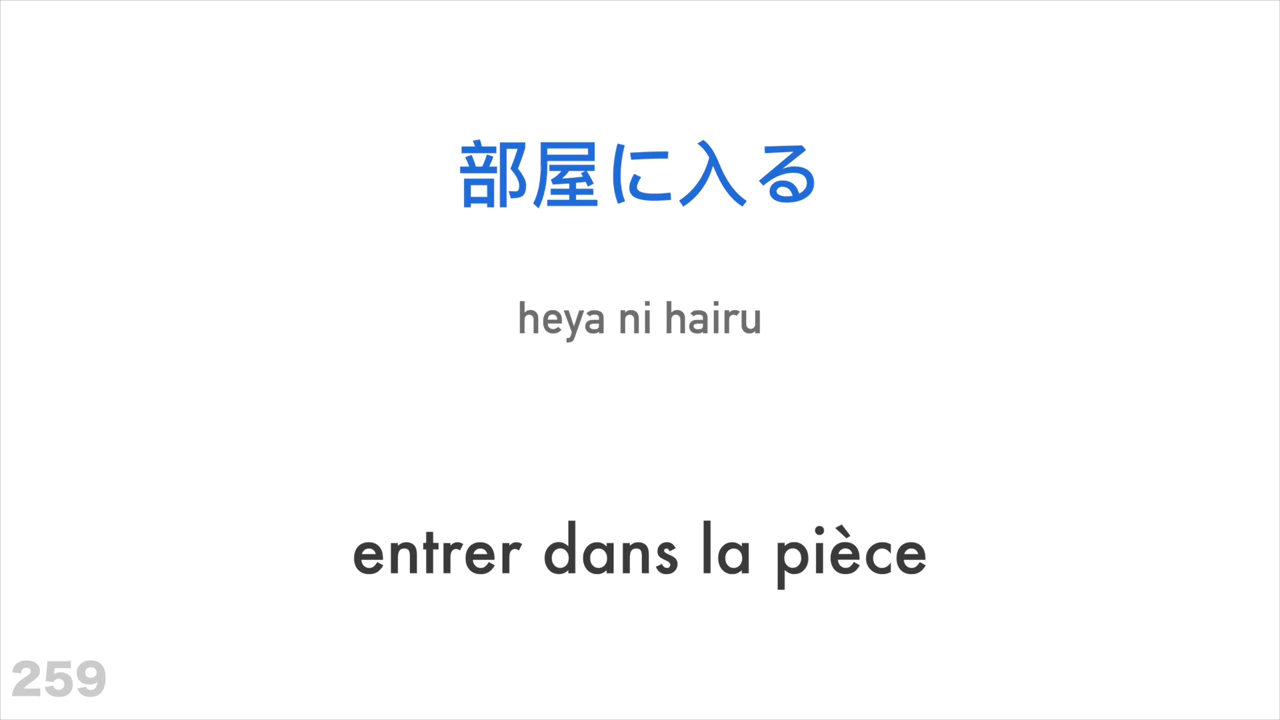 部屋に入る
heya ni hairu
entrer dans la pièce
259